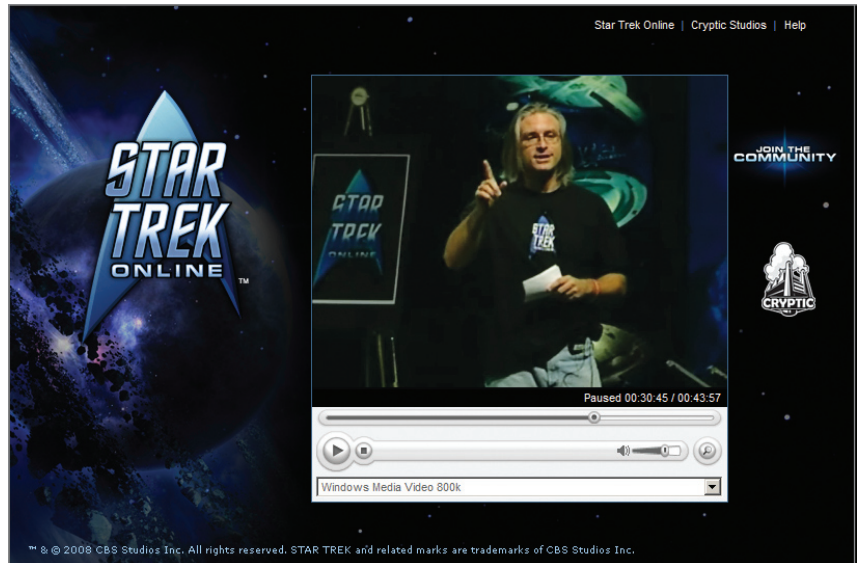 Star Trek Online | Cryptic Studios | Help
STAR
TREK
ONLINE
™
STAR
TREK
ONLINE
STAR
TREK
JOIN THE
COMMUNITY
CRYPTIC
Paused 00:30:45 / 00:43:57
Windows Media Video 800k
™ & © 2008 CBS Studios Inc. All rights reserved. STAR TREK and related marks are trademarks of CBS Studios Inc.